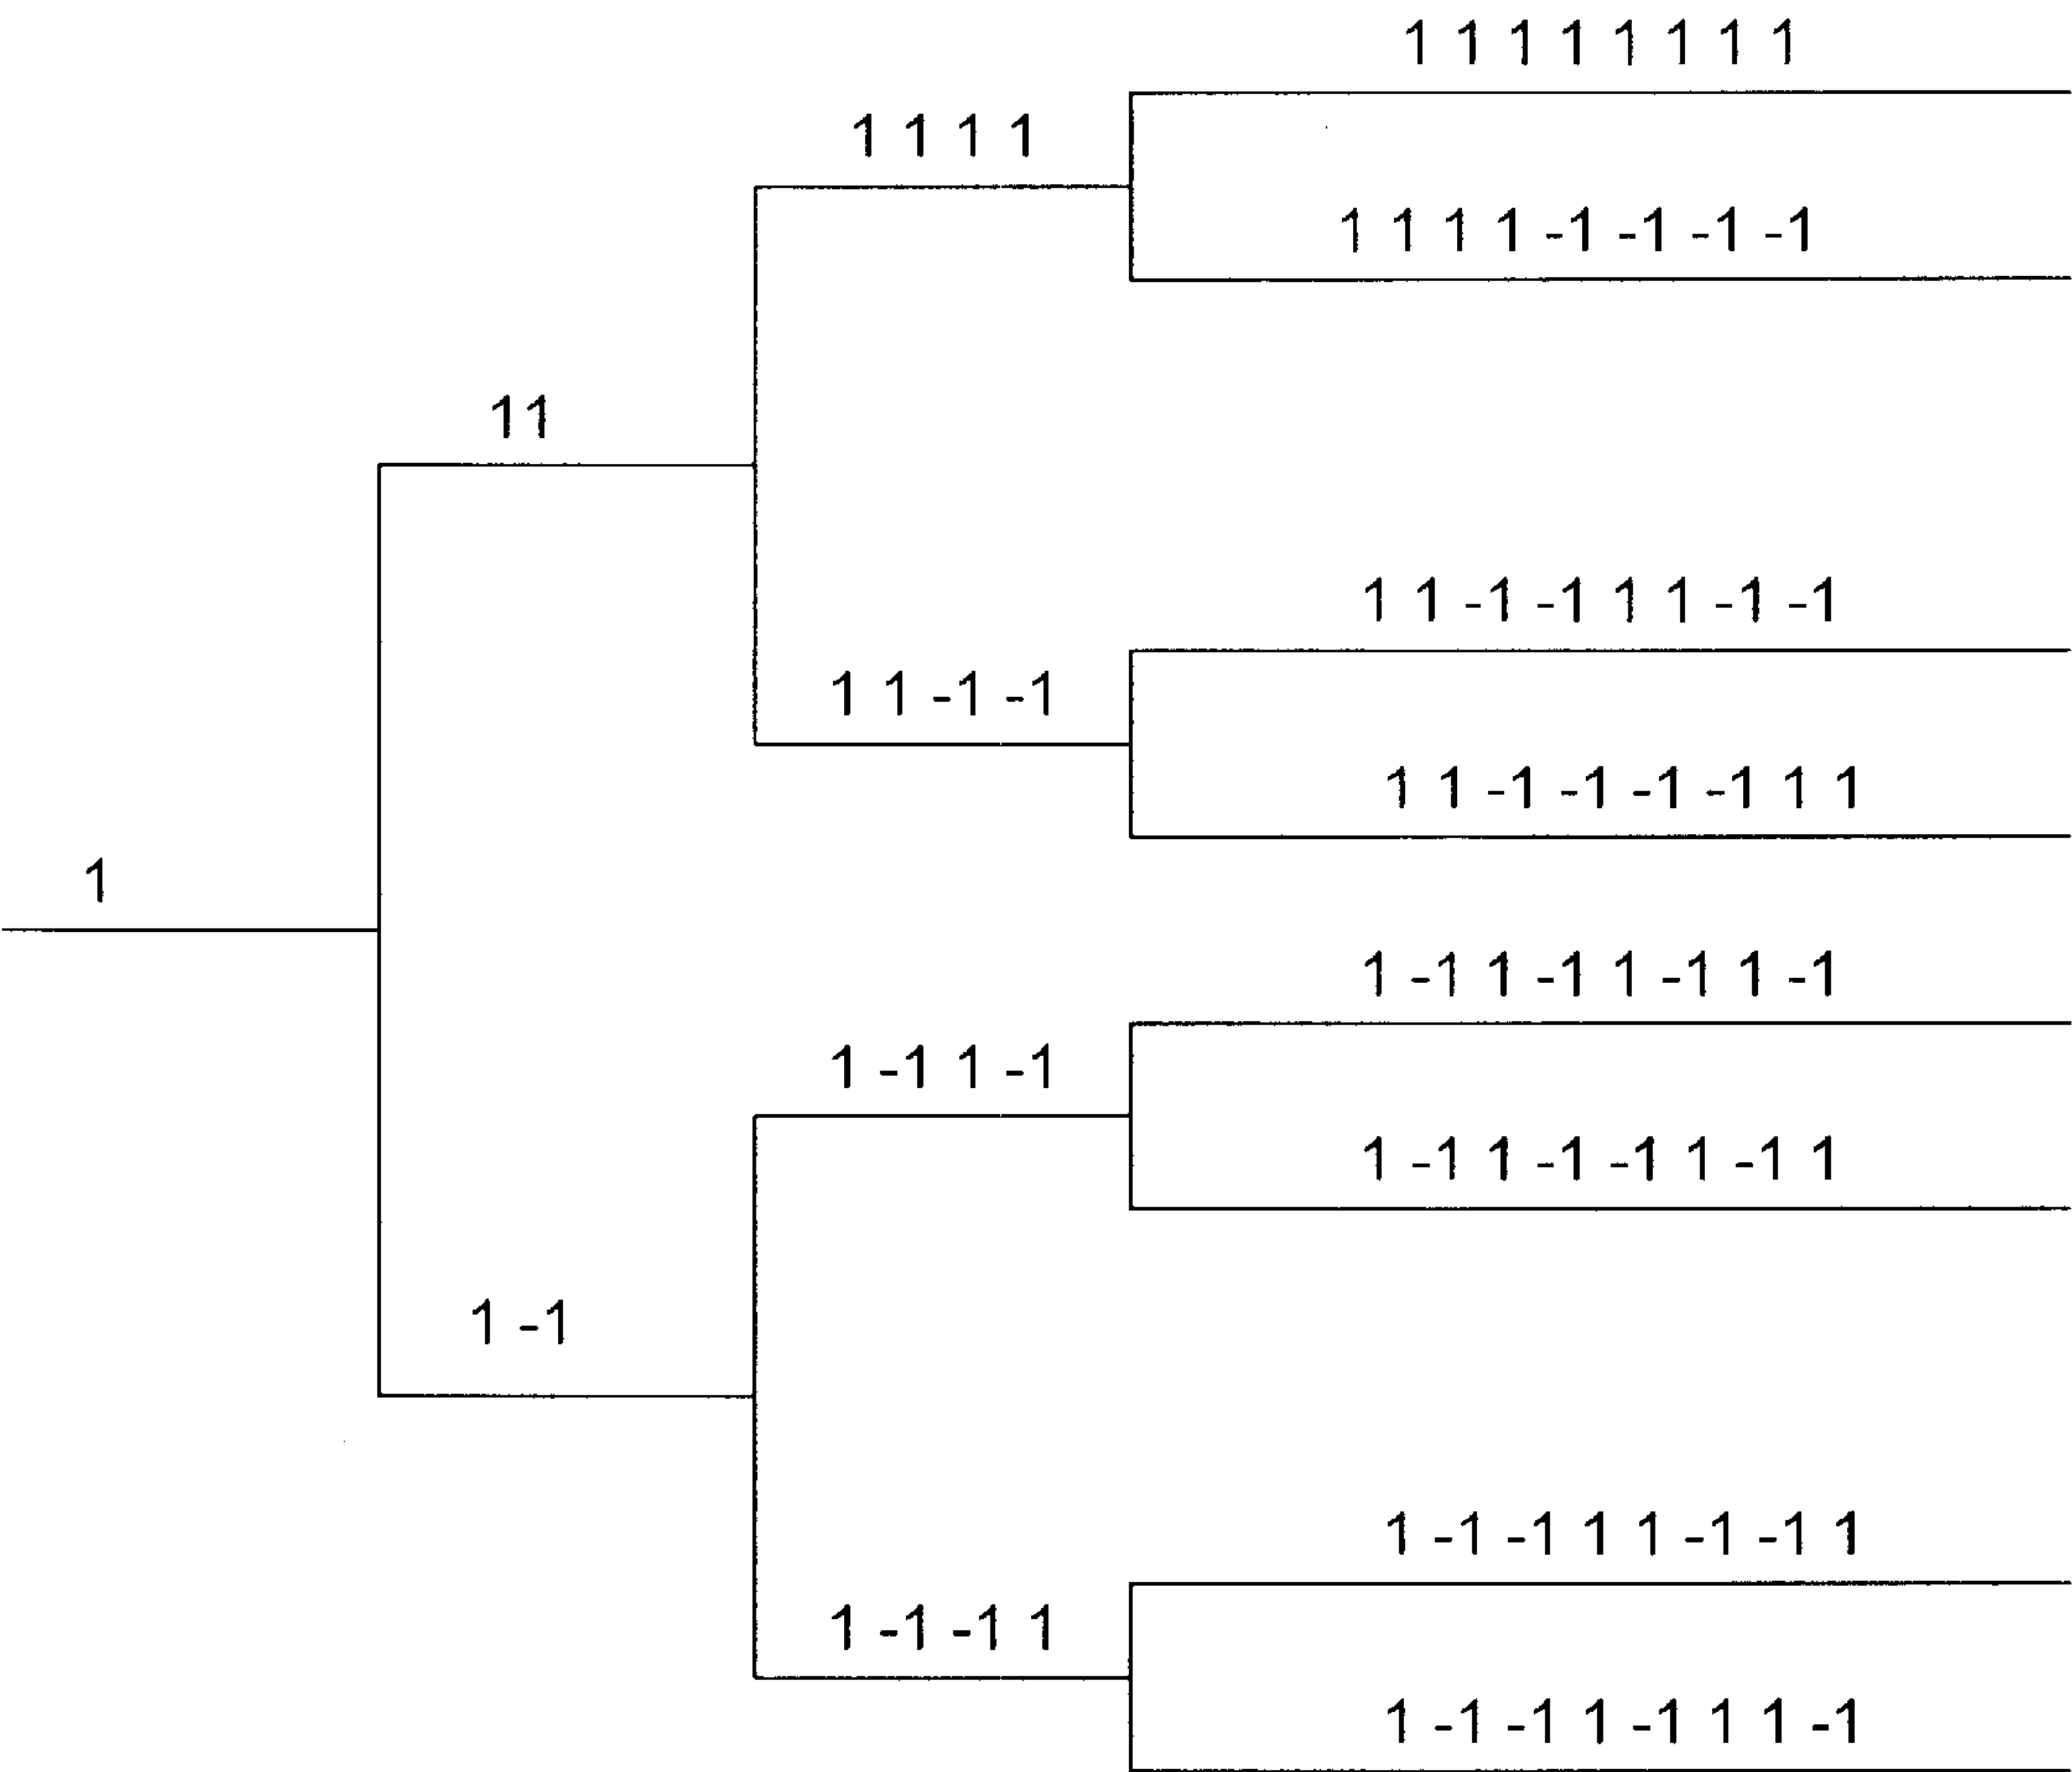 1 1 1 1 1 1 1 1
1 1 1 1
1 1 1 1 -1 -1 -1 -1
11
1 1 -1 -1 1 1 -1 -1
1 1 -1 -1
1 1 -1 -1 -1 -1 1 1
1
1 -1 1 -1 1 -1 1 -1
1 -1 1 -1
1 -1 1 -1 -1 1 -1 1
1 -1
1 -1 -1 1 1 -1 -1 1
1 -1 -1 1
1 -1 -1 1 -1 1 1 -1